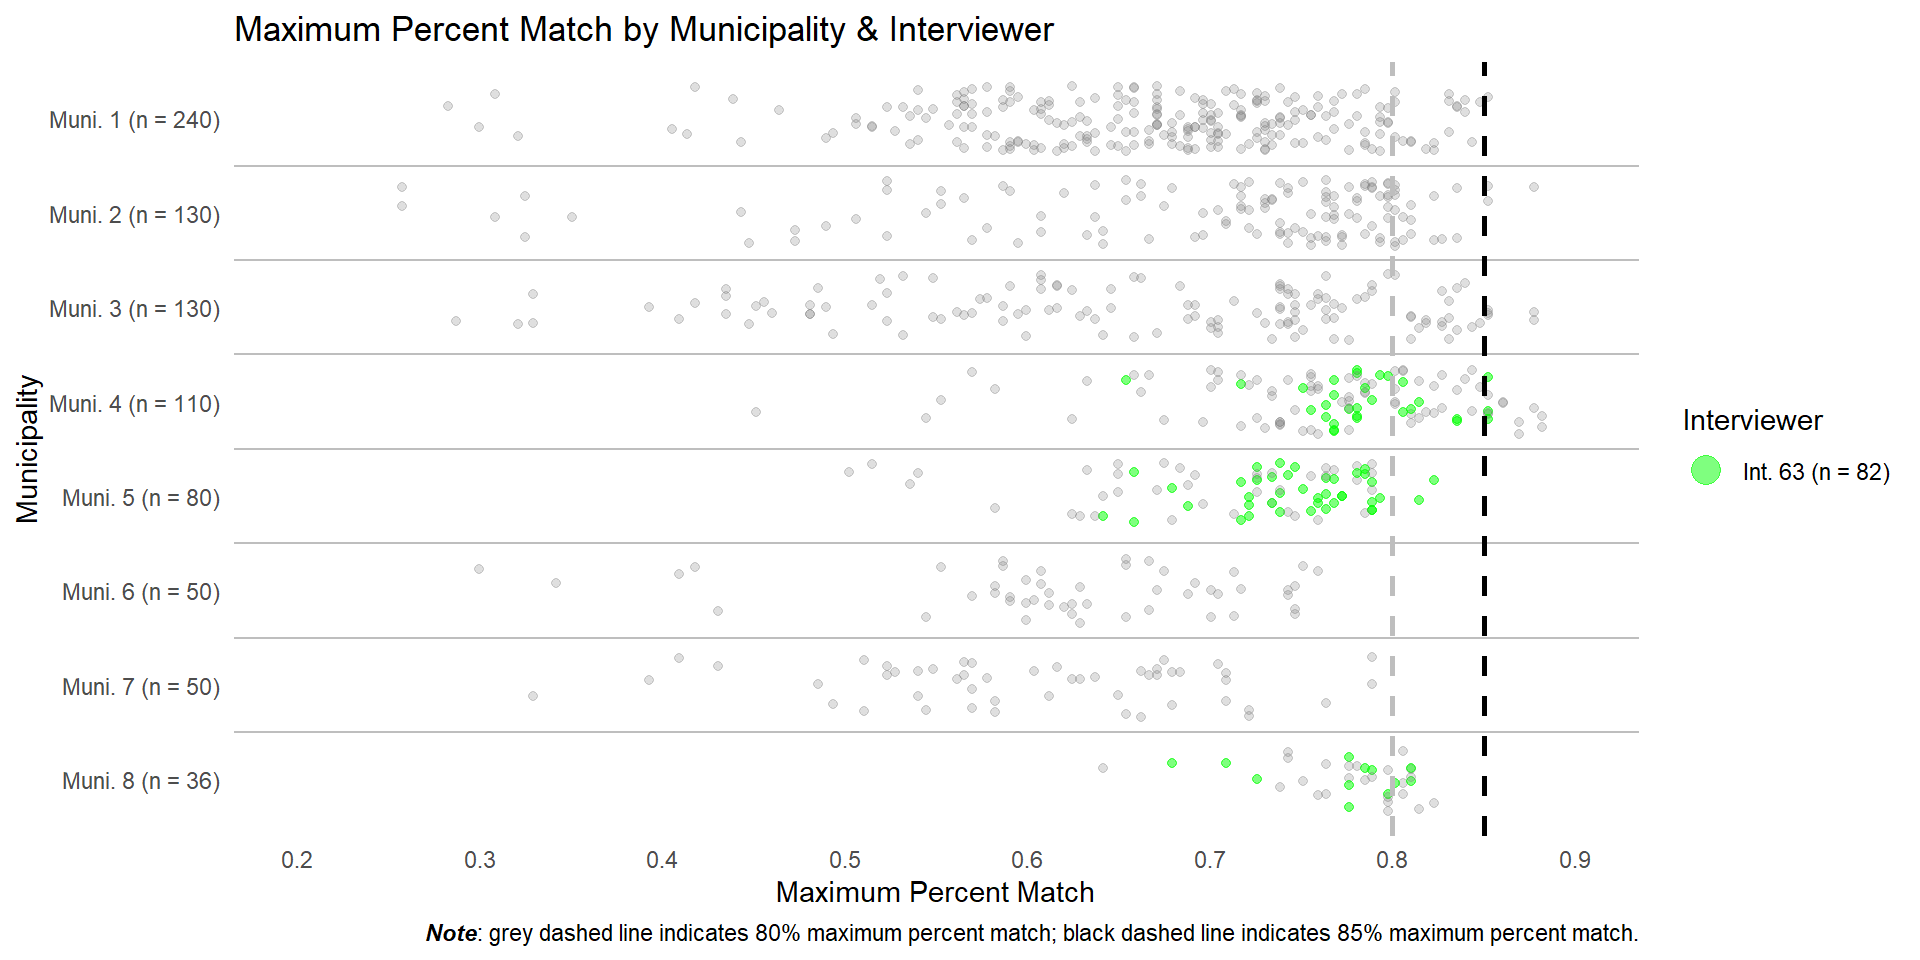 Maximum Percent Match by Municipality & Interviewer
Municipality
Muni. 1 (n = 240)
Muni. 2 (n = 130)
Muni. 3 (n = 130)
Muni. 4 (n = 110)
Muni. 5 (n = 80)
Muni. 6 (n = 50)
Muni. 7 (n = 50)
Muni. 8 (n = 36)
0.2 0.3 0.4 0.5 0.6 0.7 0.8 0.9
Maximum Percent Match
Interviewer
Int. 63 (n = 82)
Note: grey dashed line indicates 80% maximum percent match; black dashed line indicates 85% maximum percent match.